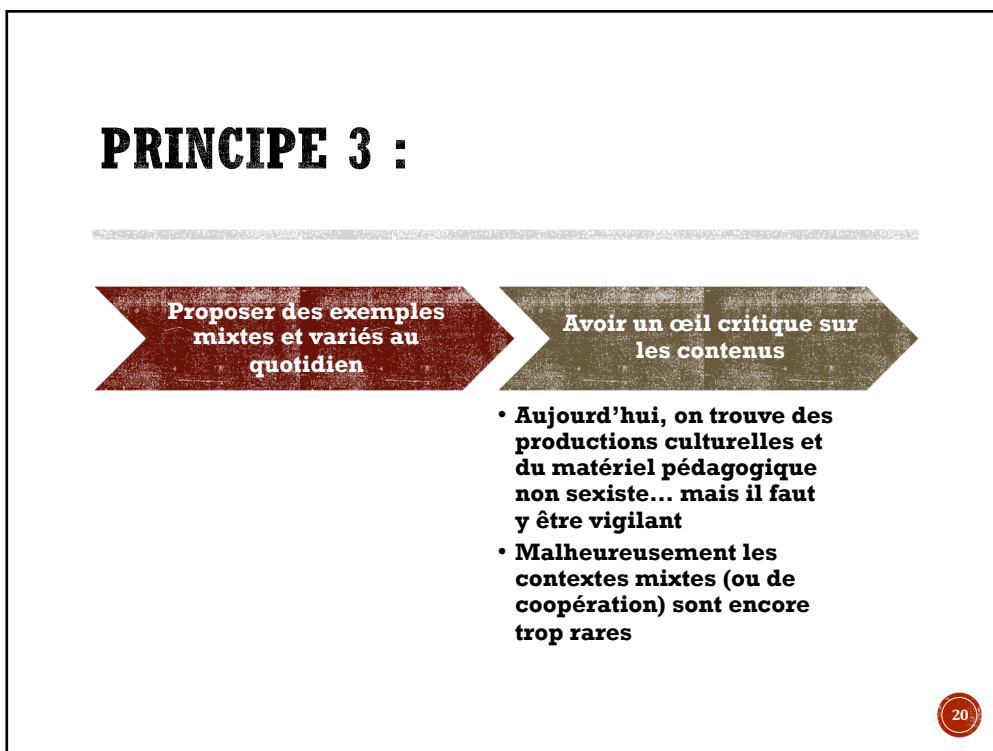 PRINCIPE 3 :
Proposer des exemples
mixtes et variés au
quotidien
Avoir un œil critique sur
les contenus
• Aujourd’hui, on trouve des
productions culturelles et
du matériel pédagogique
non sexiste… mais il faut
y être vigilant
• Malheureusement les
contextes mixtes (ou de
coopération) sont encore
trop rares
20